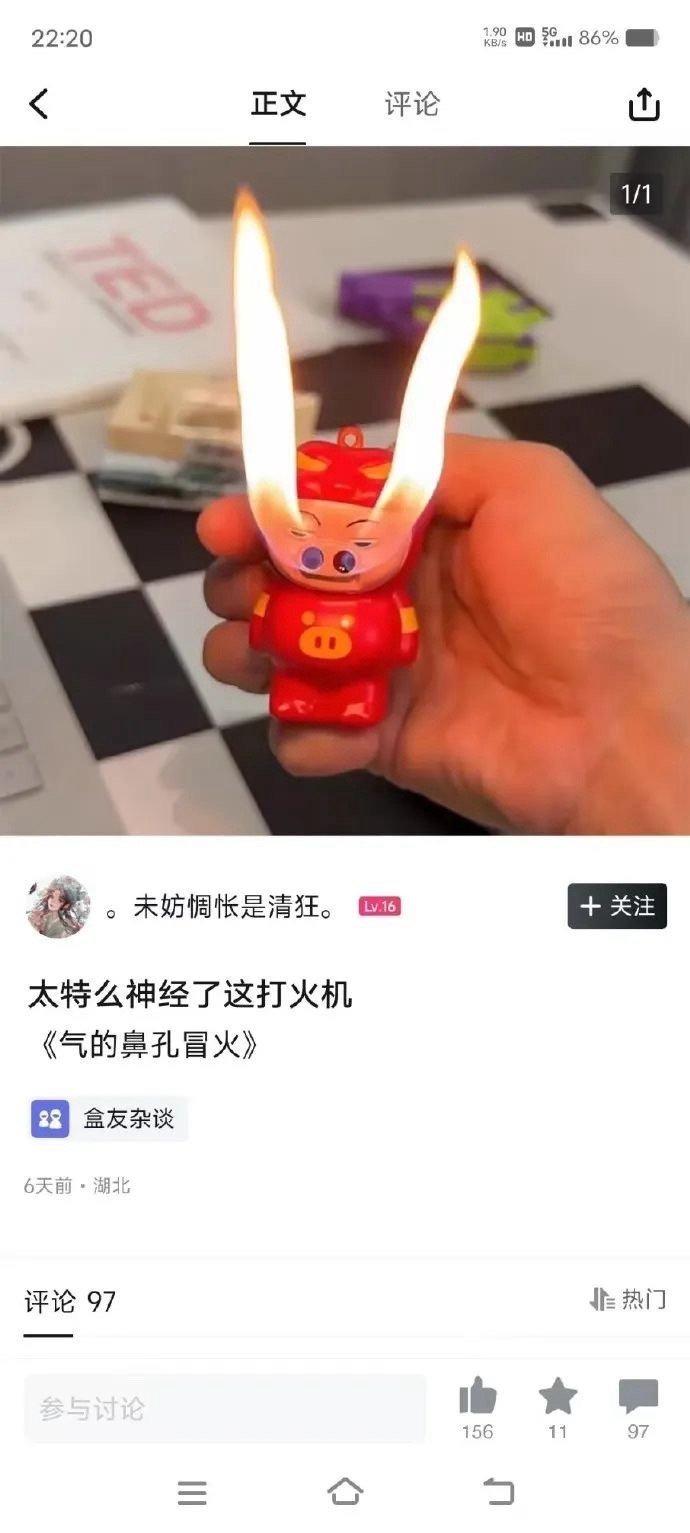 22:20
1.90 KB/s HD 5G 86%
正文 评论
1/1
TED
。未妨惆怅是清狂。 Lv.16 + 关注
太特么神经了这打火机
《气的鼻孔冒火》
盒友杂谈
6天前 · 湖北
评论 97 热门
参与讨论 156 11 97